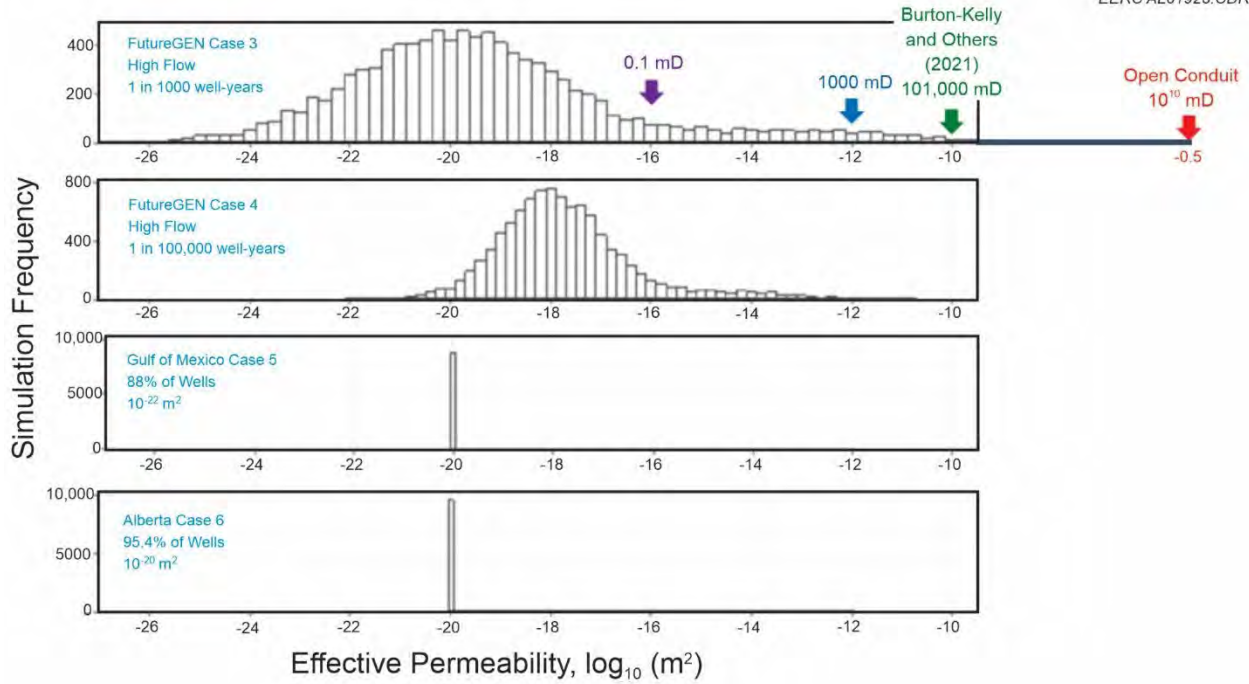 EERC AL61925.CDR
Burton-Kelly
and Others
(2021)
101,000 mD
0.1 mD
1000 mD
Open Conduit
10¹⁰ mD
-0.5
FutureGEN Case 3
High Flow
1 in 1000 well-years
400
200
0
-26 -24 -22 -20 -18 -16 -14 -12 -10
FutureGEN Case 4
High Flow
1 in 100,000 well-years
800
400
0
-26 -24 -22 -20 -18 -16 -14 -12 -10
Gulf of Mexico Case 5
88% of Wells
10⁻²² m²
10,000
5000
0
-26 -24 -22 -20 -18 -16 -14 -12 -10
Alberta Case 6
95.4% of Wells
10⁻²⁰ m²
10,000
5000
0
-26 -24 -22 -20 -18 -16 -14 -12 -10
Simulation Frequency
Effective Permeability, log₁₀ (m²)